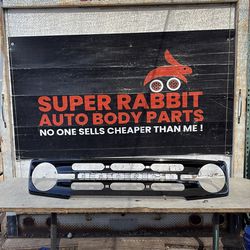 SUPER RABBIT
AUTO BODY PARTS
NO ONE SELLS CHEAPER THAN ME !